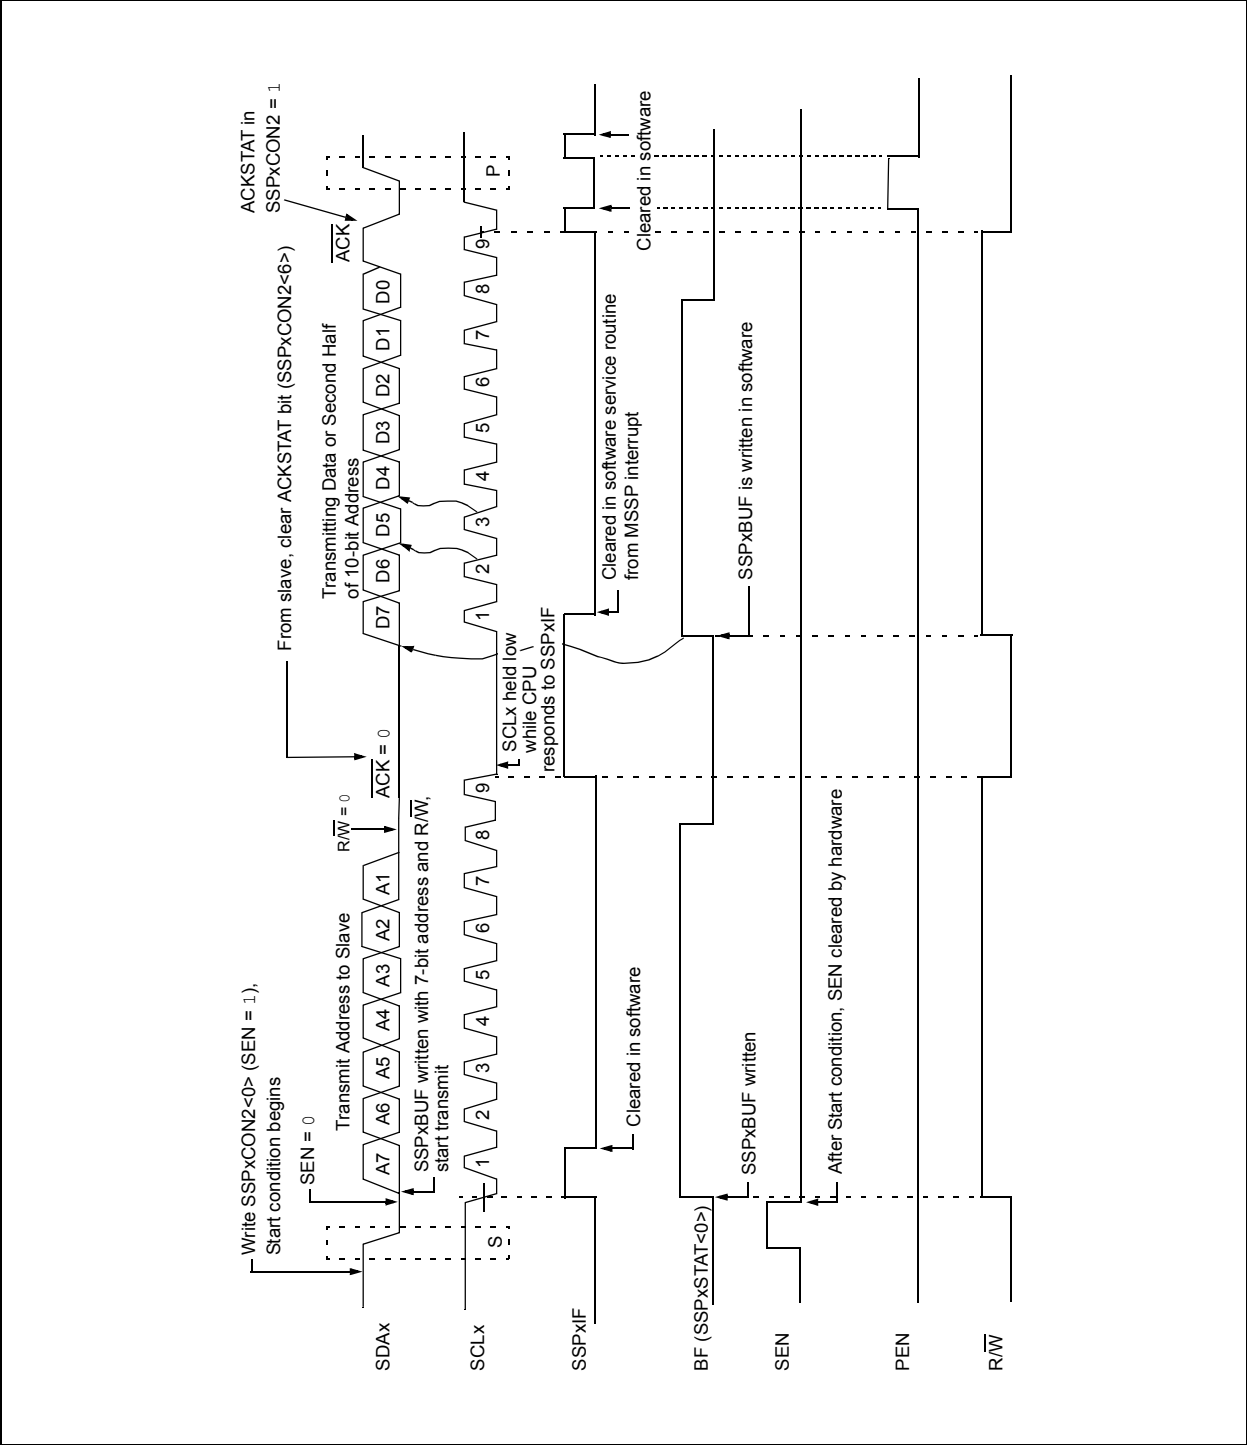 Write SSPxCON2<0> (SEN = 1),
Start condition begins
SEN = 0
From slave, clear ACKSTAT bit (SSPxCON2<6>)
ACKSTAT in
SSPxCON2 = 1
Transmit Address to Slave
R/W = 0
ACK = 0
Transmitting Data or Second Half
of 10-bit Address
ACK
SDAx
A7 A6 A5 A4 A3 A2 A1
D7 D6 D5 D4 D3 D2 D1 D0
SSPxBUF written with 7-bit address and R/W,
start transmit
SCLx
S
1 2 3 4 5 6 7 8 9
1 2 3 4 5 6 7 8 9
P
SCLx held low
while CPU
responds to SSPxIF
SSPxIF
Cleared in software
Cleared in software service routine
from MSSP interrupt
Cleared in software
BF (SSPxSTAT<0>)
SSPxBUF written
SSPxBUF is written in software
SEN
After Start condition, SEN cleared by hardware
PEN
R/W